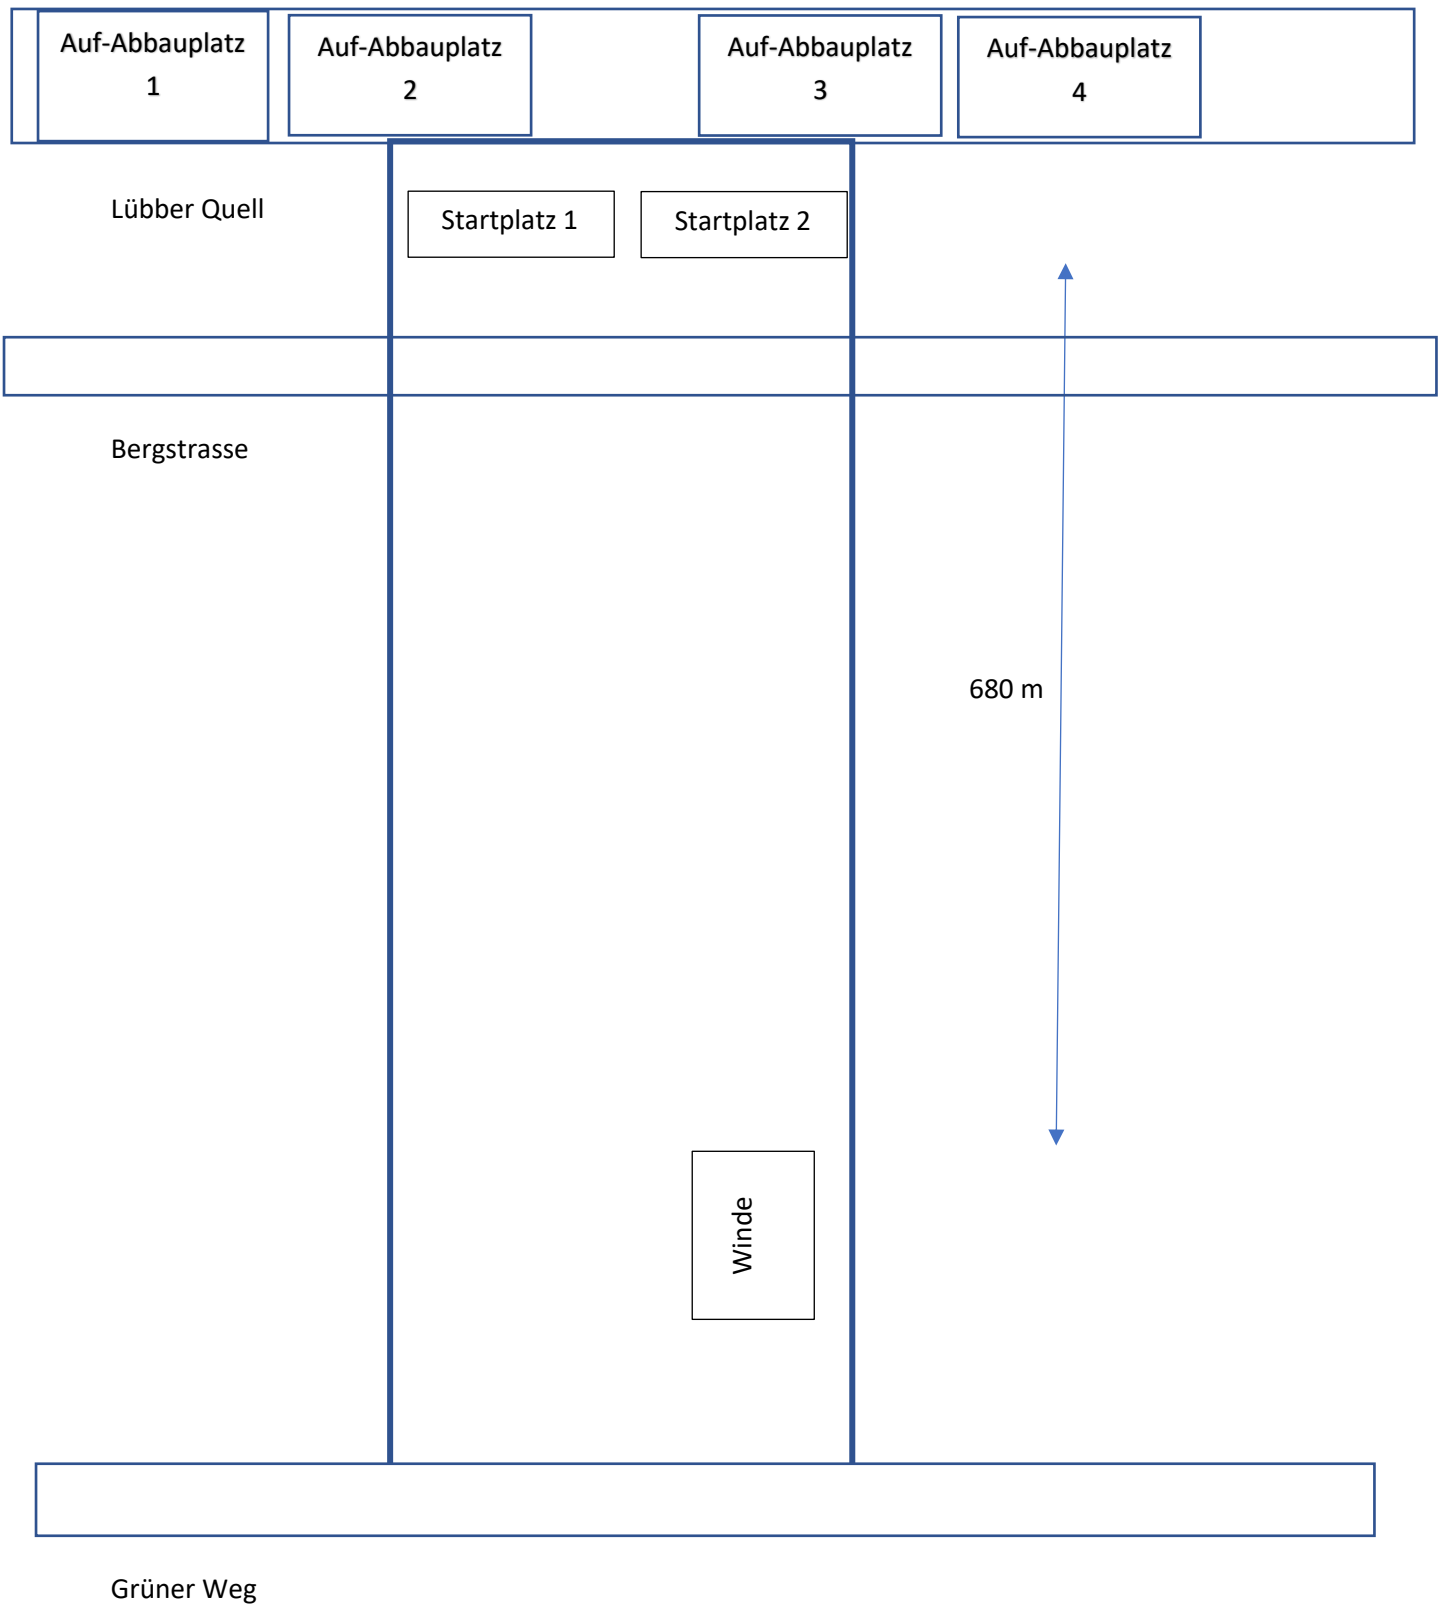 Auf-Abbauplatz
1
Auf-Abbauplatz
2
Auf-Abbauplatz
3
Auf-Abbauplatz
4
Lübber Quell
Startplatz 1
Startplatz 2
Bergstrasse
680 m
Winde
Grüner Weg